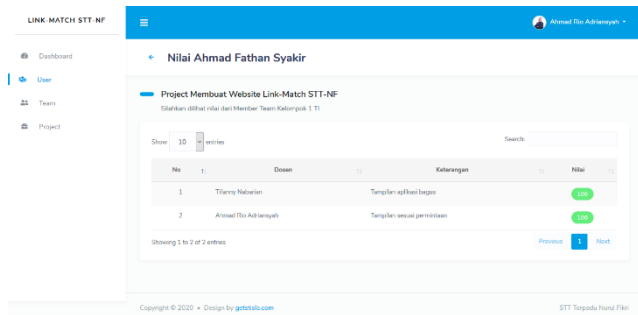 LINK-MATCH STT-NF
Ahmad Rio Adriansyah
Dashboard
User
Team
Project
Nilai Ahmad Fathan Syakir
Project Membuat Website Link-Match STT-NF
Silahkan dilihat nilai dari Member Team Kelompok 1 TI
Show 10 entries
Search:
No Dosen Keterangan Nilai
1 Tifanny Nabarian Tampilan aplikasi bagus 100
2 Ahmad Rio Adriansyah Tampilan sesuai permintaan 100
Showing 1 to 2 of 2 entries
Previous 1 Next
Copyright © 2020 • Design by getstisla.com
STT Terpadu Nurul Fikri